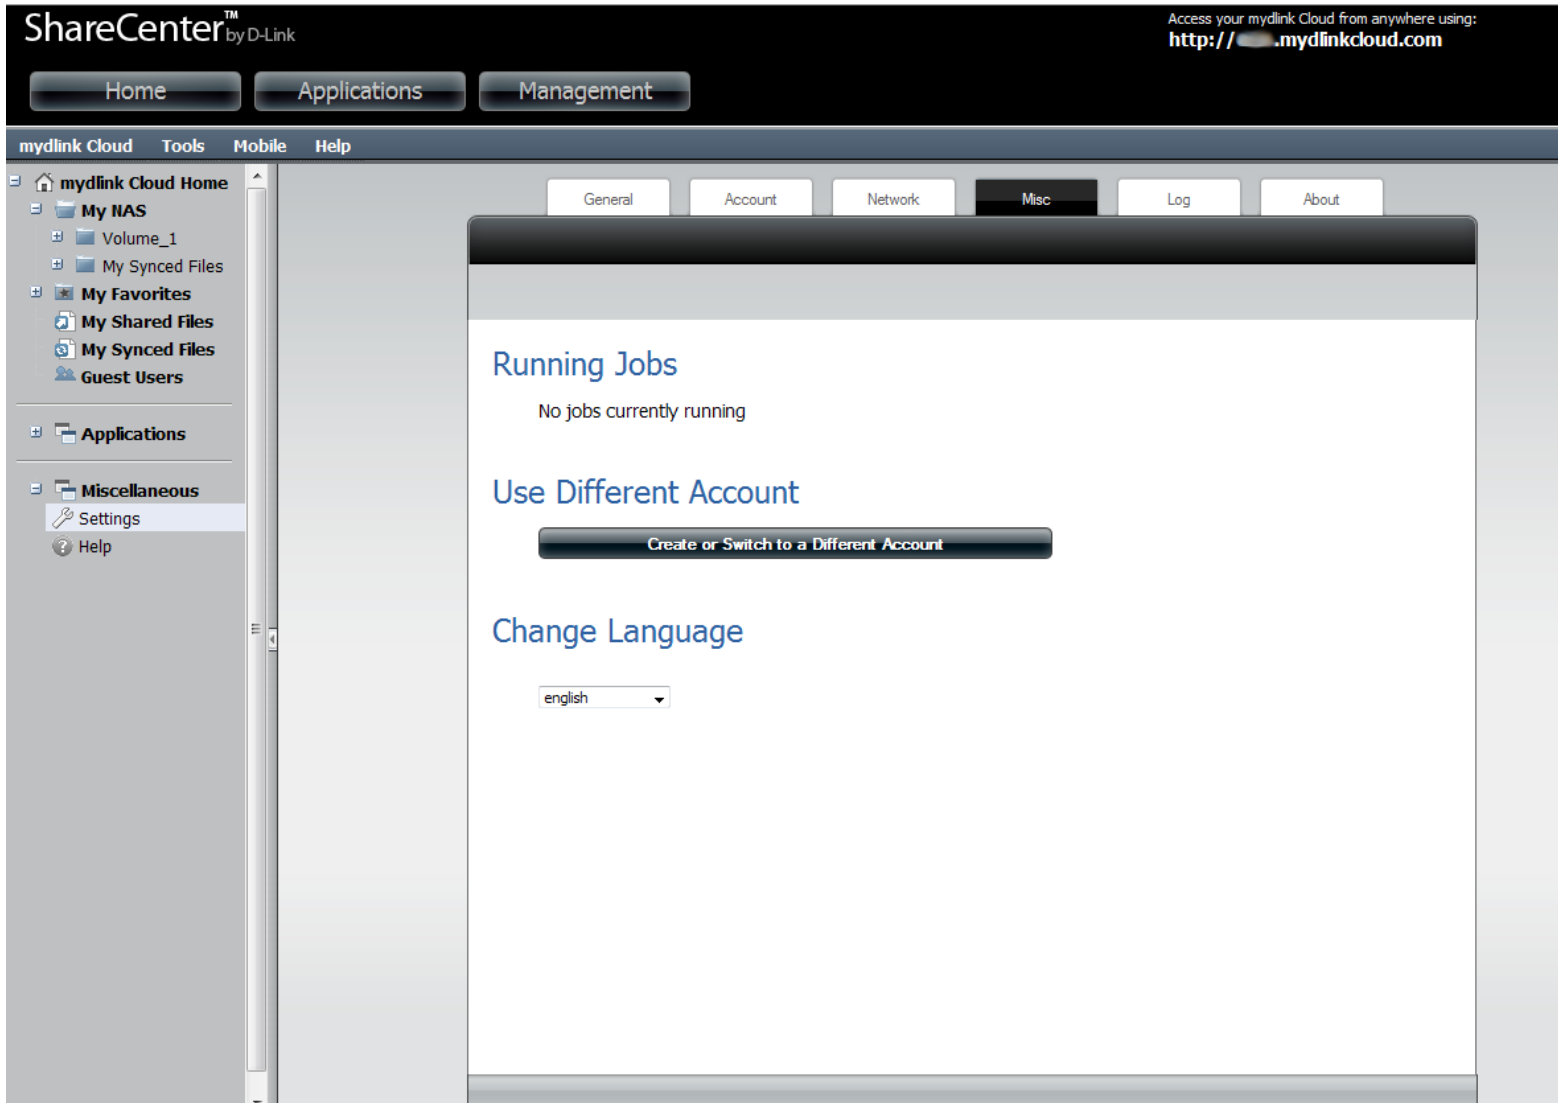 ShareCenter™ by D-Link
Access your mydlink Cloud from anywhere using:
http:// .mydlinkcloud.com
Home Applications Management
mydlink Cloud Tools Mobile Help
mydlink Cloud Home
My NAS
Volume_1
My Synced Files
My Favorites
My Shared Files
My Synced Files
Guest Users
Applications
Miscellaneous
Settings
Help
General Account Network Misc Log About
Running Jobs
No jobs currently running
Use Different Account
Create or Switch to a Different Account
Change Language
english